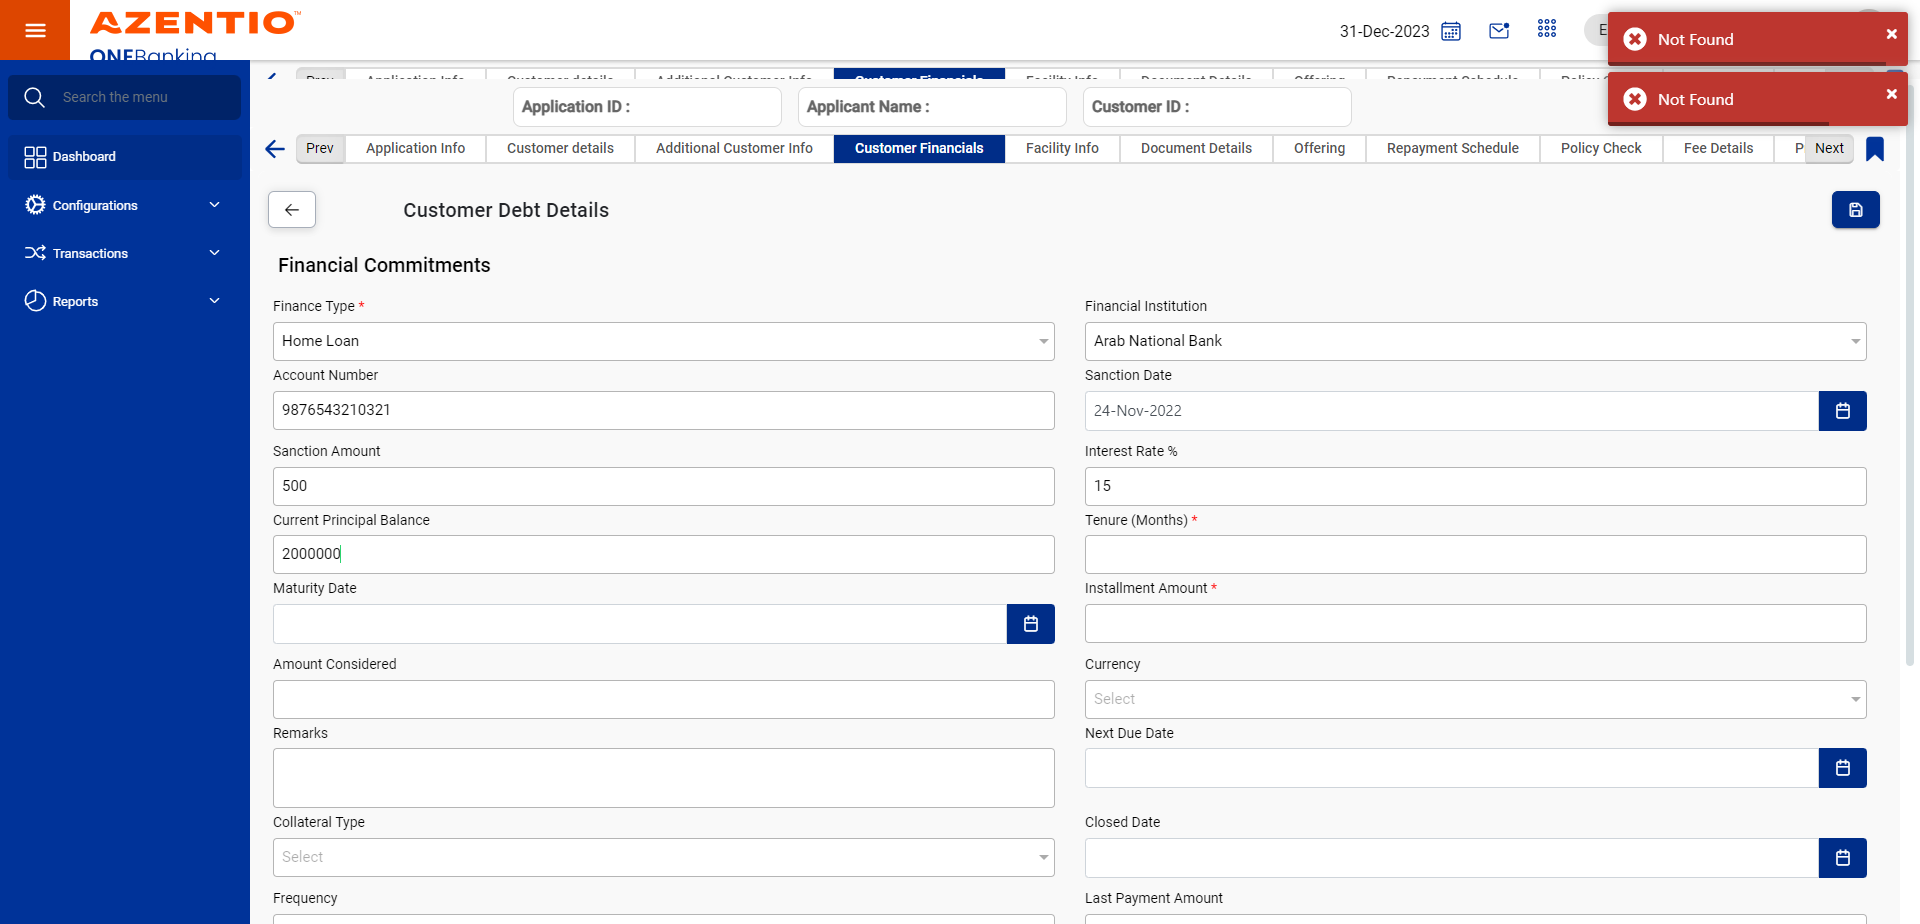 AZENTIO™
ONEBanking
31-Dec-2023
E
Not Found
Not Found
Search the menu
Dashboard
Configurations
Transactions
Reports
Prev Application Info Customer details Additional Customer Info Customer Financials Facility Info Document Details Offering Repayment Schedule
Application ID :
Applicant Name :
Customer ID :
Prev Application Info Customer details Additional Customer Info Customer Financials Facility Info Document Details Offering Repayment Schedule Policy Check Fee Details P Next
Customer Debt Details
Financial Commitments
Finance Type *
Home Loan
Financial Institution
Arab National Bank
Account Number
9876543210321
Sanction Date
24-Nov-2022
Sanction Amount
500
Interest Rate %
15
Current Principal Balance
2000000
Tenure (Months) *
Maturity Date
Installment Amount *
Amount Considered
Currency
Select
Remarks
Next Due Date
Collateral Type
Select
Closed Date
Frequency
Last Payment Amount